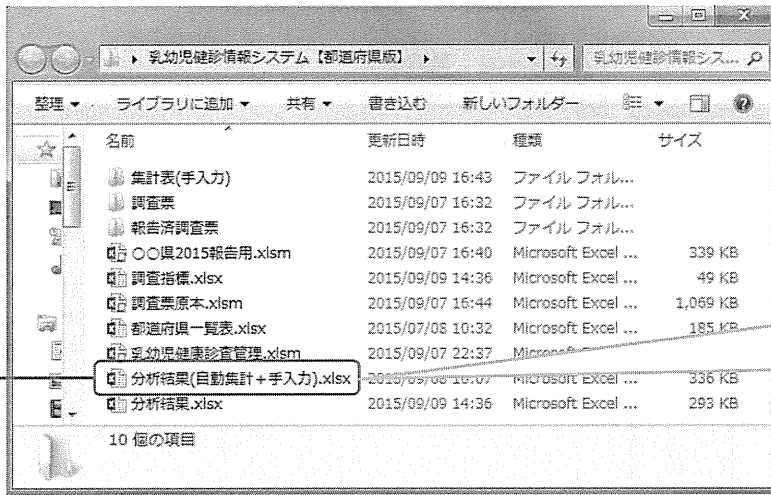 乳幼児健診情報システム【都道府県版】 乳幼児健診情報シス...
整理 ライブラリに追加 共有 書き込む 新しいフォルダー
名前 更新日時 種類 サイズ
集計表(手入力) 2015/09/09 16:43 ファイル フォル...
調査票 2015/09/07 16:32 ファイル フォル...
報告済調査票 2015/09/07 16:32 ファイル フォル...
〇〇県2015報告用.xlsm 2015/09/07 16:40 Microsoft Excel ... 339 KB
調査指標.xlsx 2015/09/09 14:36 Microsoft Excel ... 49 KB
調査票原本.xlsm 2015/09/07 16:44 Microsoft Excel ... 1,069 KB
都道府県一覧表.xlsx 2015/07/08 10:32 Microsoft Excel ... 185 KB
乳幼児健康診査管理.xlsm 2015/09/07 22:37 Microsoft Excel ...
分析結果(自動集計+手入力).xlsx Microsoft Excel ... 336 KB
分析結果.xlsx 2015/09/09 14:36 Microsoft Excel ... 293 KB
10 個の項目